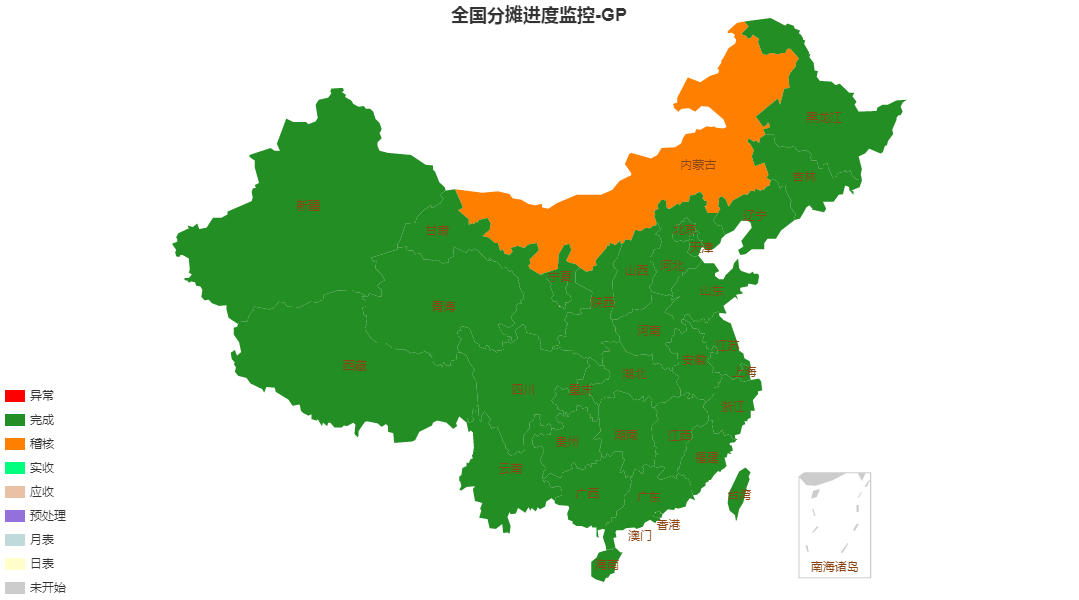 全国分摊进度监控-GP
黑龙江
内蒙古
吉林
新疆
辽宁
甘肃
北京
天津
河北
山西
宁夏
山东
青海
陕西
河南
江苏
安徽
西藏
上海
湖北
四川
重庆
浙江
湖南
江西
贵州
福建
云南
广西
广东
台湾
香港
澳门
海南
南海诸岛
异常
完成
稽核
实收
应收
预处理
月表
日表
未开始